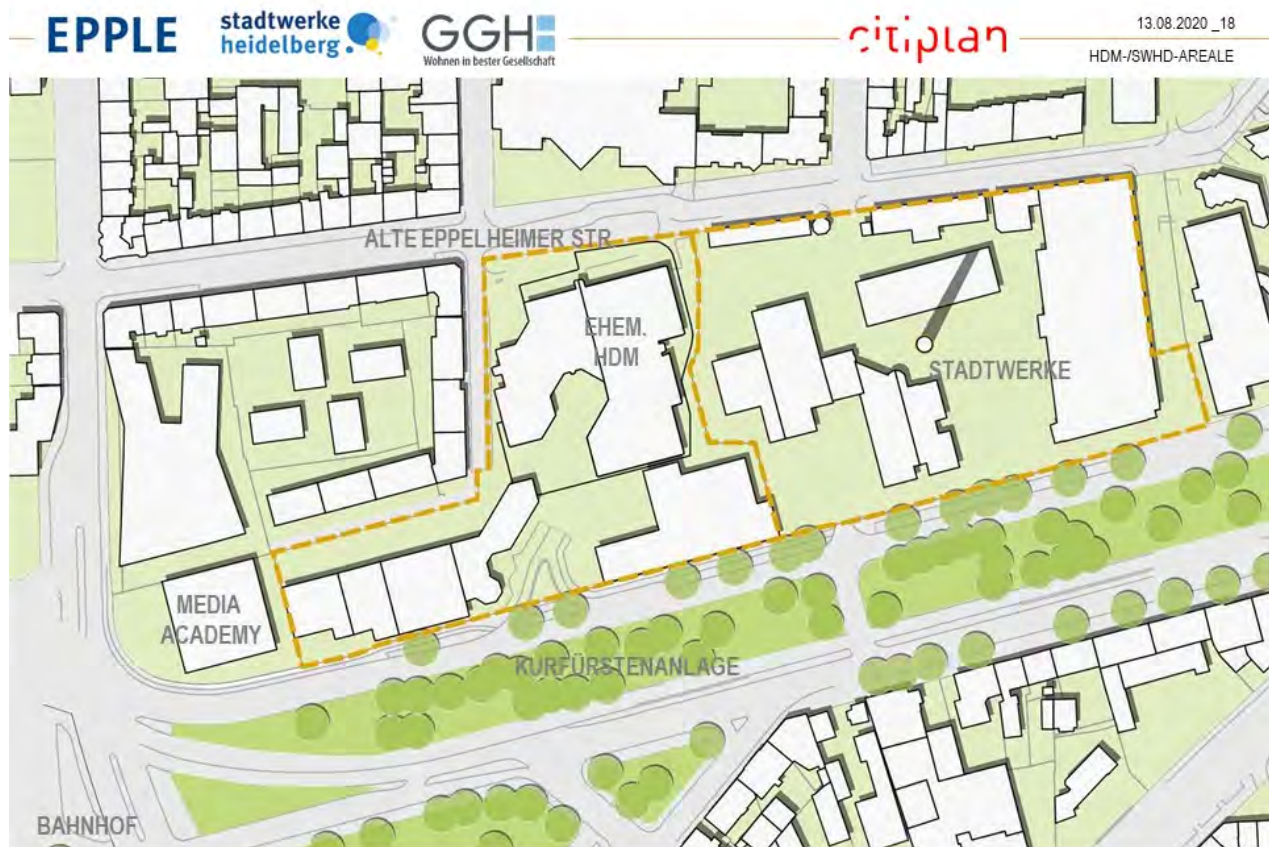 EPPLE
stadtwerke
heidelberg
GGH
Wohnen in bester Gesellschaft
citiplan
13.08.2020 _18
HDM-/SWHD-AREALE
ALTE EPPELHEIMER STR
EHEM.
HDM
STADTWERKE
MEDIA
ACADEMY
KURFÜRSTENANLAGE
BAHNHOF